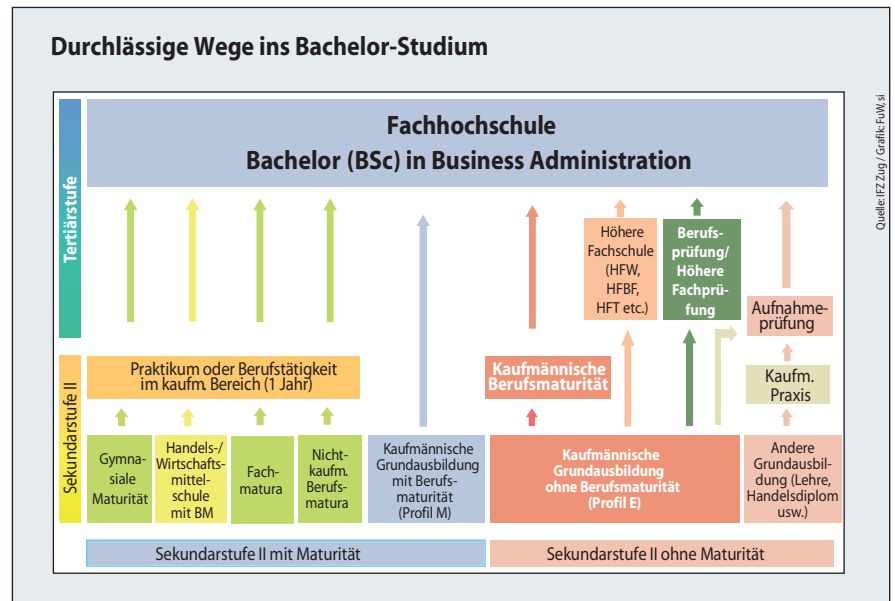 Durchlässige Wege ins Bachelor-Studium
Quelle: IFZ Zug / Grafik: FuW, si
Tertiärstufe
Fachhochschule
Bachelor (BSc) in Business Administration
Höhere
Fachschule
(HFW,
HFBF,
HFT etc.)
Berufs-
prüfung/
Höhere
Fachprü-
fung
Aufnahme-
prüfung
Sekundarstufe II
Praktikum oder Berufstätigkeit
im kaufm. Bereich (1 Jahr)
Kaufmännische
Berufsmaturität
Kaufm.
Praxis
Gymna-
siale
Maturität
Handels-/
Wirtschafts-
mittel-
schule
mit BM
Fach-
matura
Nicht-
kaufm.
Berufs-
matura
Kaufmännische
Grundausbildung
mit Berufs-
maturität
(Profil M)
Kaufmännische
Grundausbildung
ohne Berufsmaturität
(Profil E)
Andere
Grundausbil-
dung (Lehre,
Handelsdiplom
usw.)
Sekundarstufe II mit Maturität
Sekundarstufe II ohne Maturität